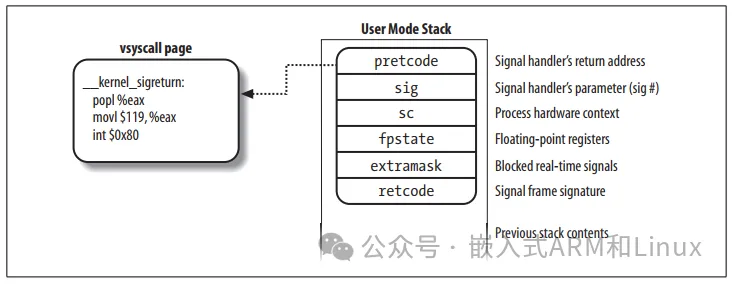 User Mode Stack
vsyscall page
__kernel_sigreturn:
popl %eax
movl $119, %eax
int $0x80
pretcode
Signal handler's return address
sig
Signal handler's parameter (sig #)
sc
Process hardware context
fpstate
Floating-point registers
extramask
Blocked real-time signals
retcode
Signal frame signature
Previous stack contents
公众号 · 嵌入式ARM和Linux